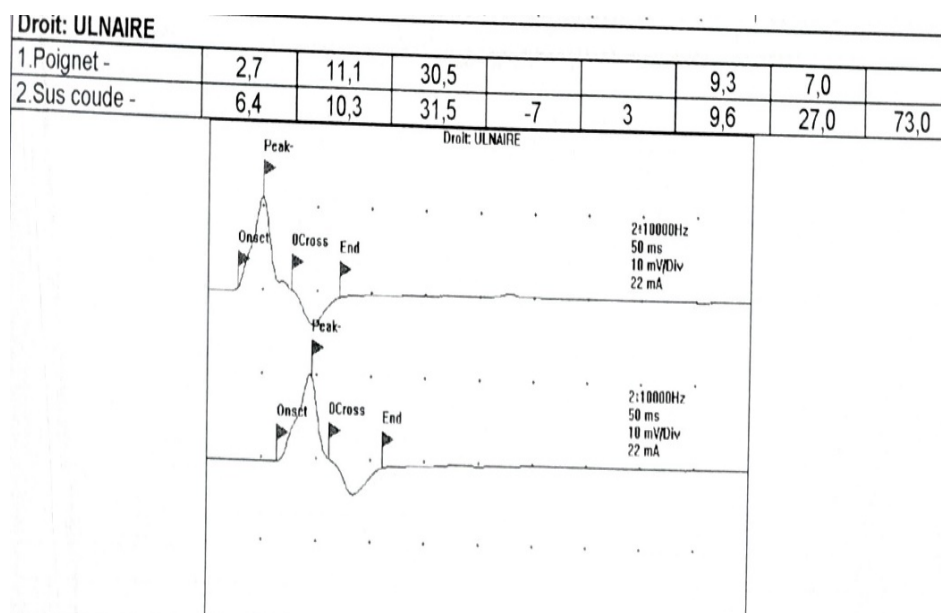 Droit: ULNAIRE
1.Poignet - 2,7 11,1 30,5 9,3 7,0
2.Sus coude - 6,4 10,3 31,5 -7 3 9,6 27,0 73,0
Droit: ULNAIRE
Peak-
Onset 0Cross End
2:10000Hz
50 ms
10 mV/Div
22 mA
Peak-
Onset 0Cross End
2:10000Hz
50 ms
10 mV/Div
22 mA